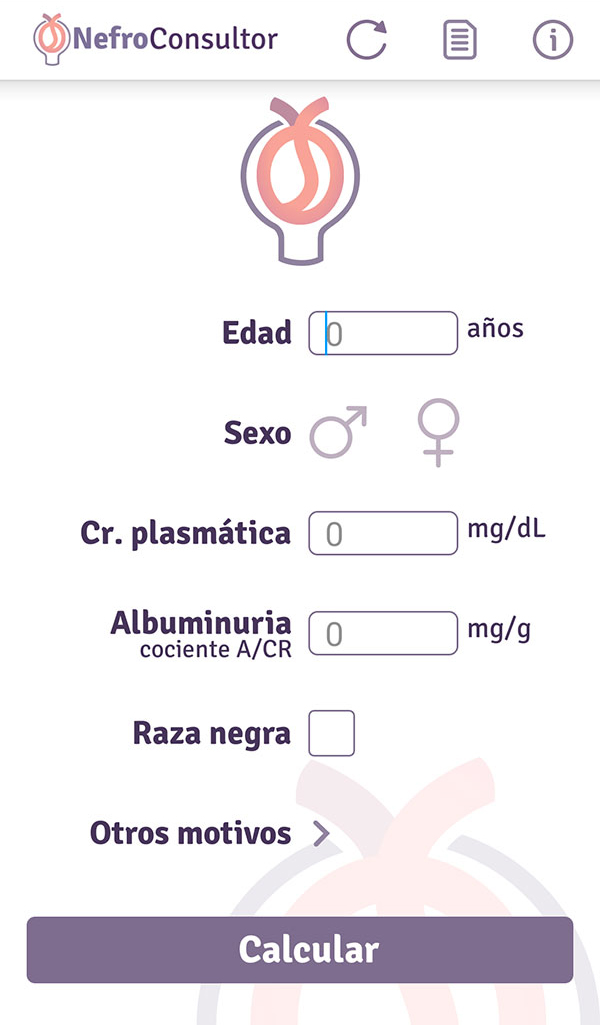 NefroConsultor
Edad 0 años
Sexo
Cr. plasmática 0 mg/dL
Albuminuria 0 mg/g
cociente A/CR
Raza negra
Otros motivos
Calcular